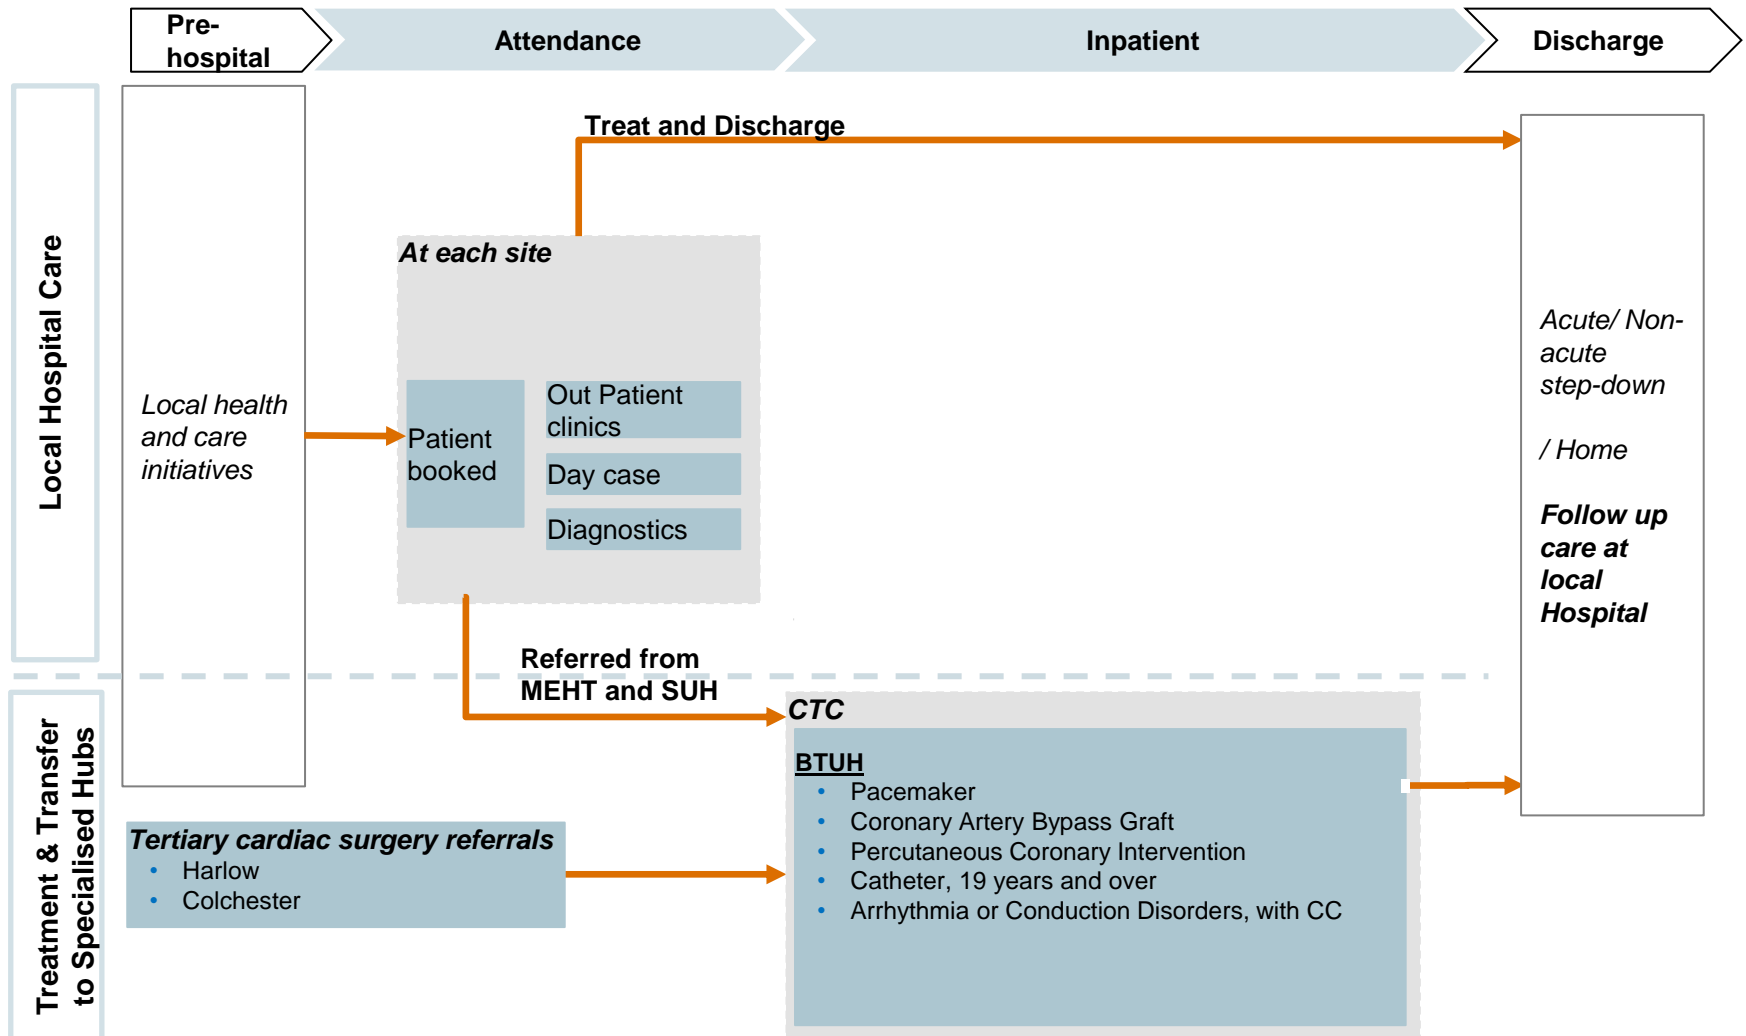 Pre-
hospital
Attendance
Inpatient
Discharge
Local Hospital Care
Treat and Discharge
At each site
Local health
and care
initiatives
Patient
booked
Out Patient
clinics
Day case
Diagnostics
Acute/ Non-
acute
step-down
/ Home
Follow up
care at
local
Hospital
Referred from
MEHT and SUH
Treatment & Transfer
to Specialised Hubs
Tertiary cardiac surgery referrals
• Harlow
• Colchester
CTC
BTUH
• Pacemaker
• Coronary Artery Bypass Graft
• Percutaneous Coronary Intervention
• Catheter, 19 years and over
• Arrhythmia or Conduction Disorders, with CC